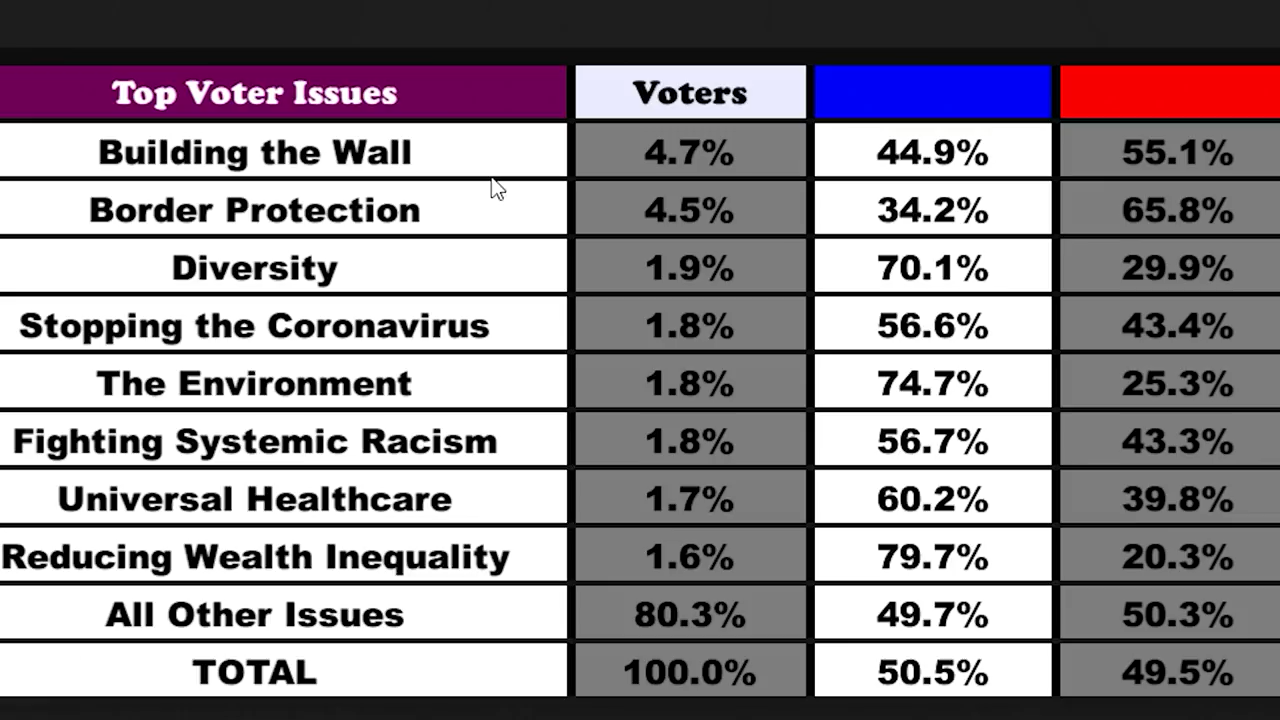 Top Voter Issues Voters
Building the Wall 4.7% 44.9% 55.1%
Border Protection 4.5% 34.2% 65.8%
Diversity 1.9% 70.1% 29.9%
Stopping the Coronavirus 1.8% 56.6% 43.4%
The Environment 1.8% 74.7% 25.3%
Fighting Systemic Racism 1.8% 56.7% 43.3%
Universal Healthcare 1.7% 60.2% 39.8%
Reducing Wealth Inequality 1.6% 79.7% 20.3%
All Other Issues 80.3% 49.7% 50.3%
TOTAL 100.0% 50.5% 49.5%